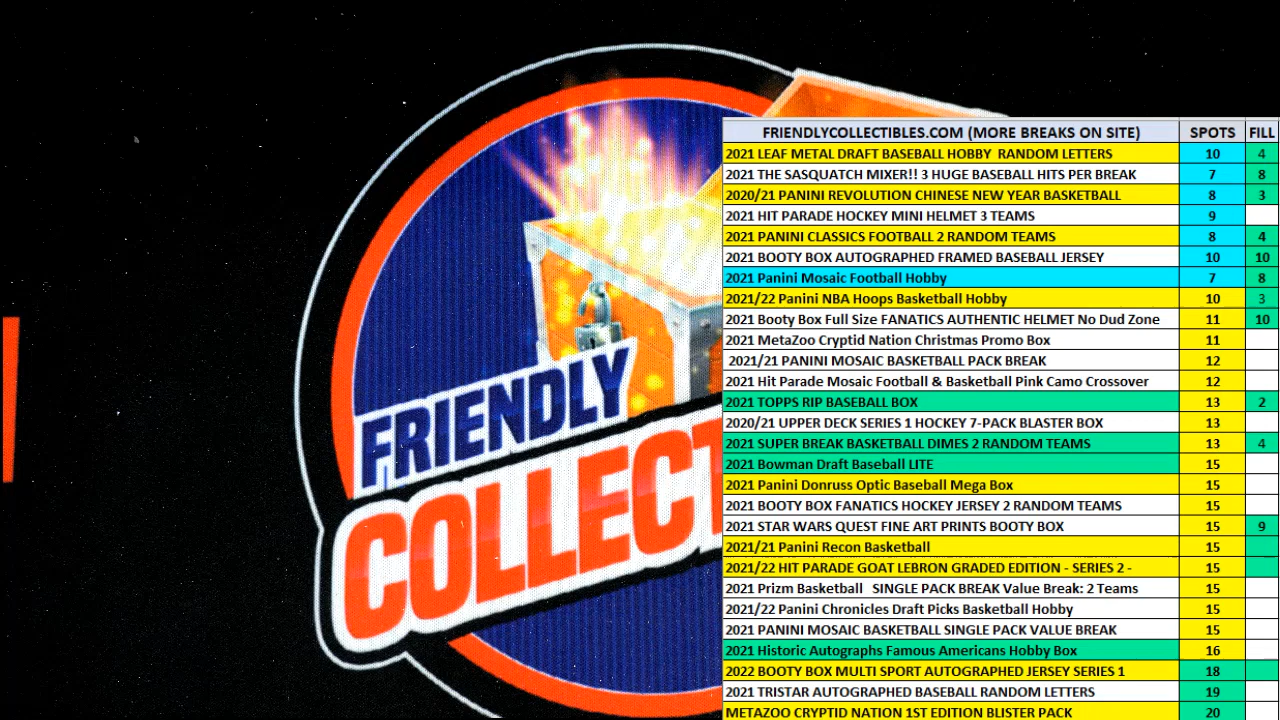 FRIENDLY
COLLECT
FRIENDLYCOLLECTIBLES.COM (MORE BREAKS ON SITE) SPOTS FILL
2021 LEAF METAL DRAFT BASEBALL HOBBY RANDOM LETTERS 10 4
2021 THE SASQUATCH MIXER!! 3 HUGE BASEBALL HITS PER BREAK 7 8
2020/21 PANINI REVOLUTION CHINESE NEW YEAR BASKETBALL 8 3
2021 HIT PARADE HOCKEY MINI HELMET 3 TEAMS 9
2021 PANINI CLASSICS FOOTBALL 2 RANDOM TEAMS 8 4
2021 BOOTY BOX AUTOGRAPHED FRAMED BASEBALL JERSEY 10 10
2021 Panini Mosaic Football Hobby 7 8
2021/22 Panini NBA Hoops Basketball Hobby 10 3
2021 Booty Box Full Size FANATICS AUTHENTIC HELMET No Dud Zone 11 10
2021 MetaZoo Cryptid Nation Christmas Promo Box 11
2021/21 PANINI MOSAIC BASKETBALL PACK BREAK 12
2021 Hit Parade Mosaic Football & Basketball Pink Camo Crossover 12
2021 TOPPS RIP BASEBALL BOX 13 2
2020/21 UPPER DECK SERIES 1 HOCKEY 7-PACK BLASTER BOX 13
2021 SUPER BREAK BASKETBALL DIMES 2 RANDOM TEAMS 13 4
2021 Bowman Draft Baseball LITE 15
2021 Panini Donruss Optic Baseball Mega Box 15
2021 BOOTY BOX FANATICS HOCKEY JERSEY 2 RANDOM TEAMS 15
2021 STAR WARS QUEST FINE ART PRINTS BOOTY BOX 15 9
2021/21 Panini Recon Basketball 15
2021/22 HIT PARADE GOAT LEBRON GRADED EDITION - SERIES 2 - 15
2021 Prizm Basketball SINGLE PACK BREAK Value Break: 2 Teams 15
2021/22 Panini Chronicles Draft Picks Basketball Hobby 15
2021 PANINI MOSAIC BASKETBALL SINGLE PACK VALUE BREAK 15
2021 Historic Autographs Famous Americans Hobby Box 16
2022 BOOTY BOX MULTI SPORT AUTOGRAPHED JERSEY SERIES 1 18
2021 TRISTAR AUTOGRAPHED BASEBALL RANDOM LETTERS 19
METAZOO CRYPTID NATION 1ST EDITION BLISTER PACK 20